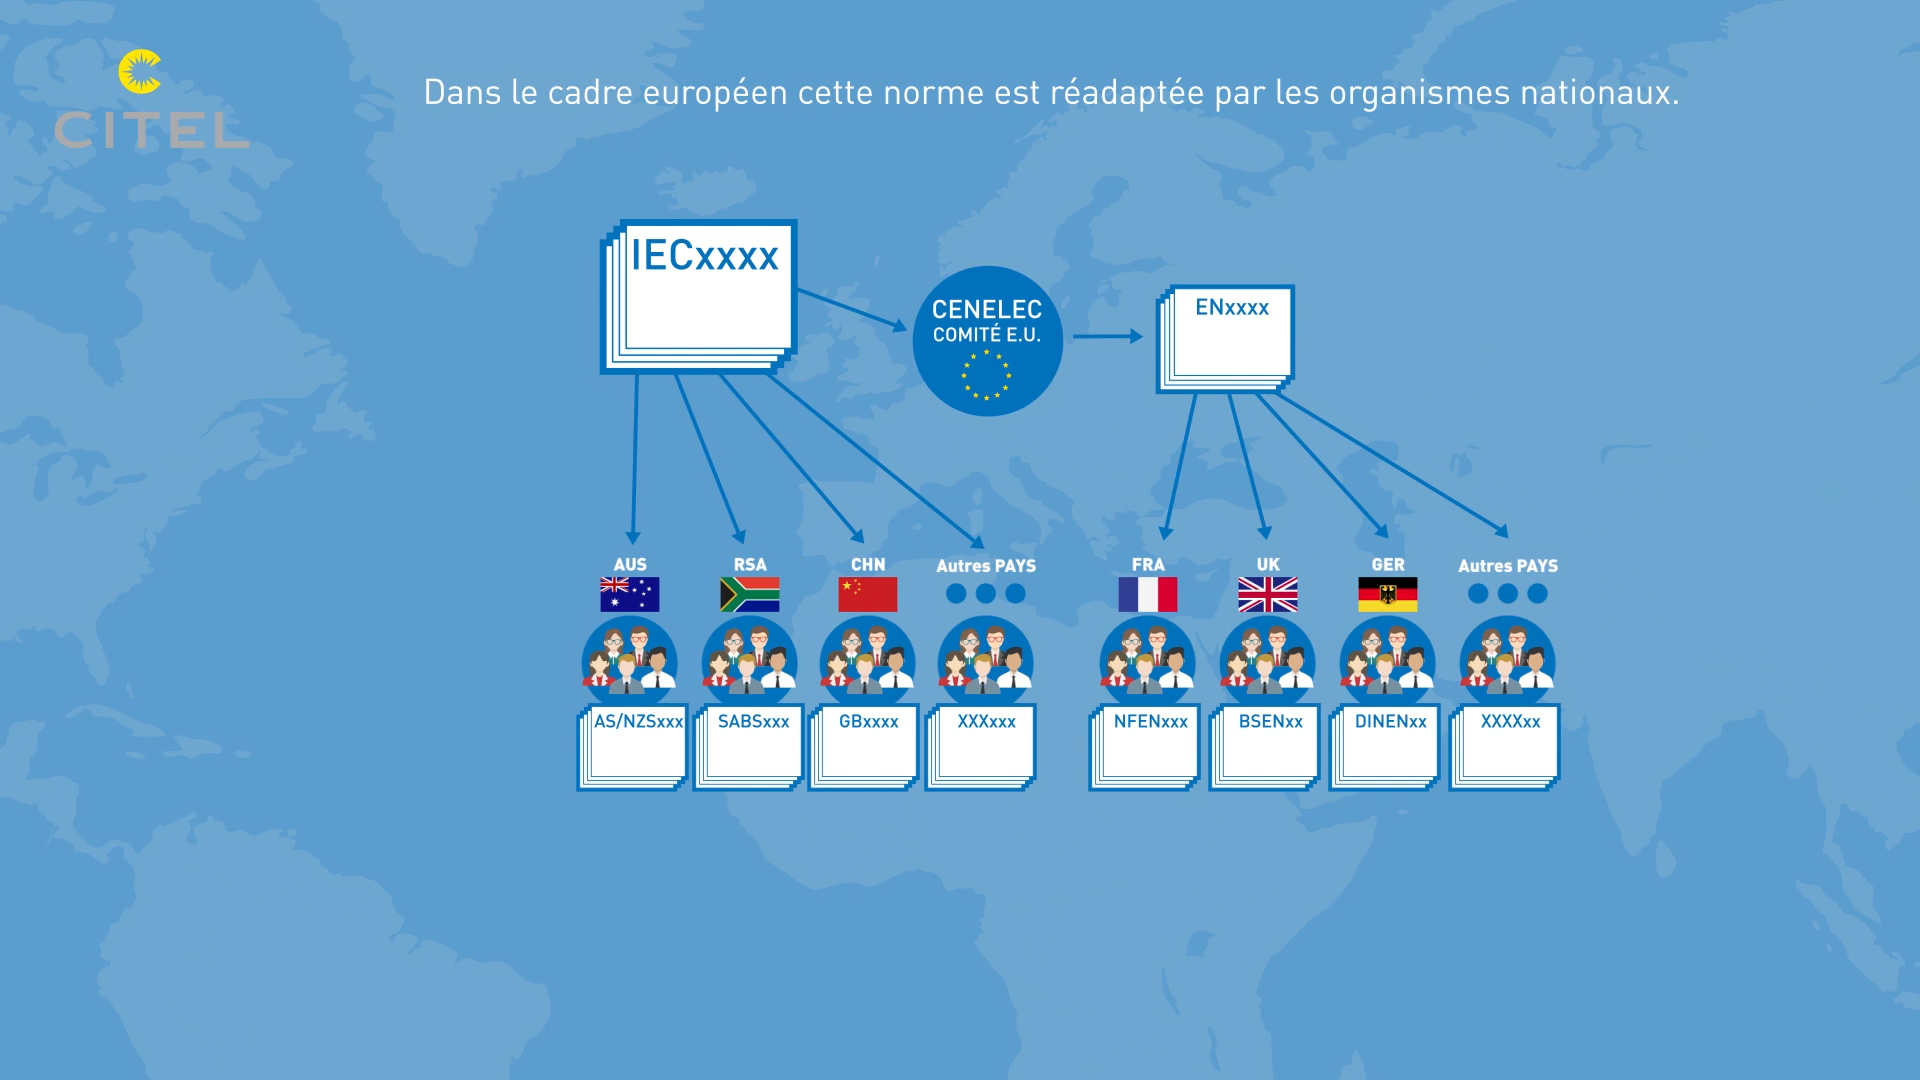 CITEL
Dans le cadre européen cette norme est réadaptée par les organismes nationaux.
IECxxxx
CENELEC
COMITÉ E.U.
ENxxxx
AUS
RSA
CHN
Autres PAYS
FRA
UK
GER
Autres PAYS
AS/NZSxxx
SABSxxx
GBxxxx
XXXxxx
NFENxxx
BSENxx
DINENxx
XXXXxx